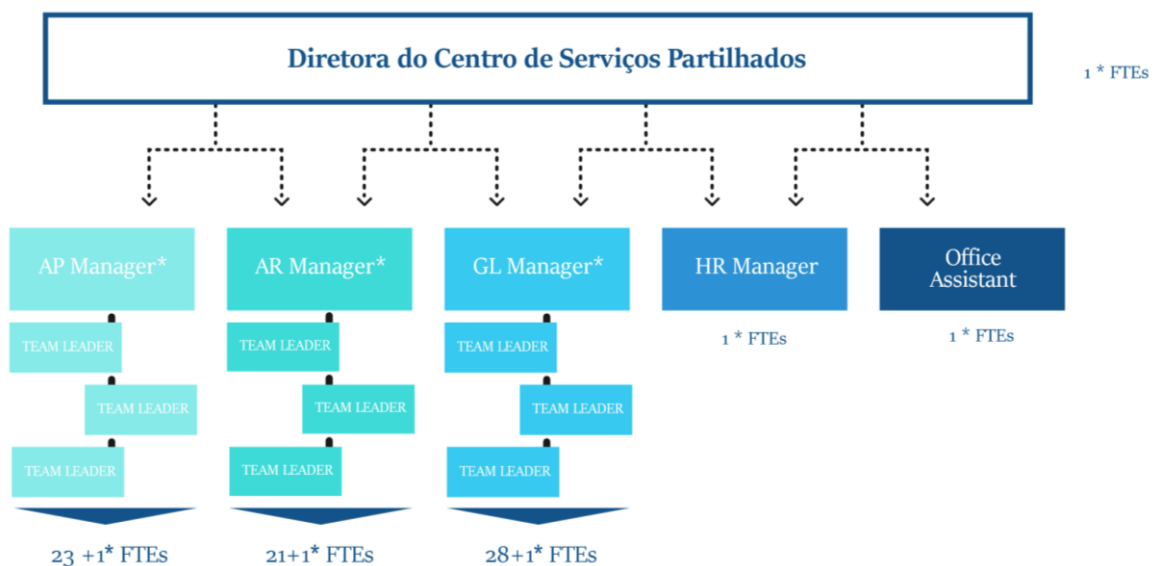 Diretora do Centro de Serviços Partilhados
1 * FTEs
AP Manager*
AR Manager*
GL Manager*
HR Manager
Office
Assistant
1 * FTEs
1 * FTEs
TEAM LEADER
TEAM LEADER
TEAM LEADER
TEAM LEADER
TEAM LEADER
TEAM LEADER
TEAM LEADER
TEAM LEADER
TEAM LEADER
23 +1* FTEs
21+1* FTEs
28+1* FTEs